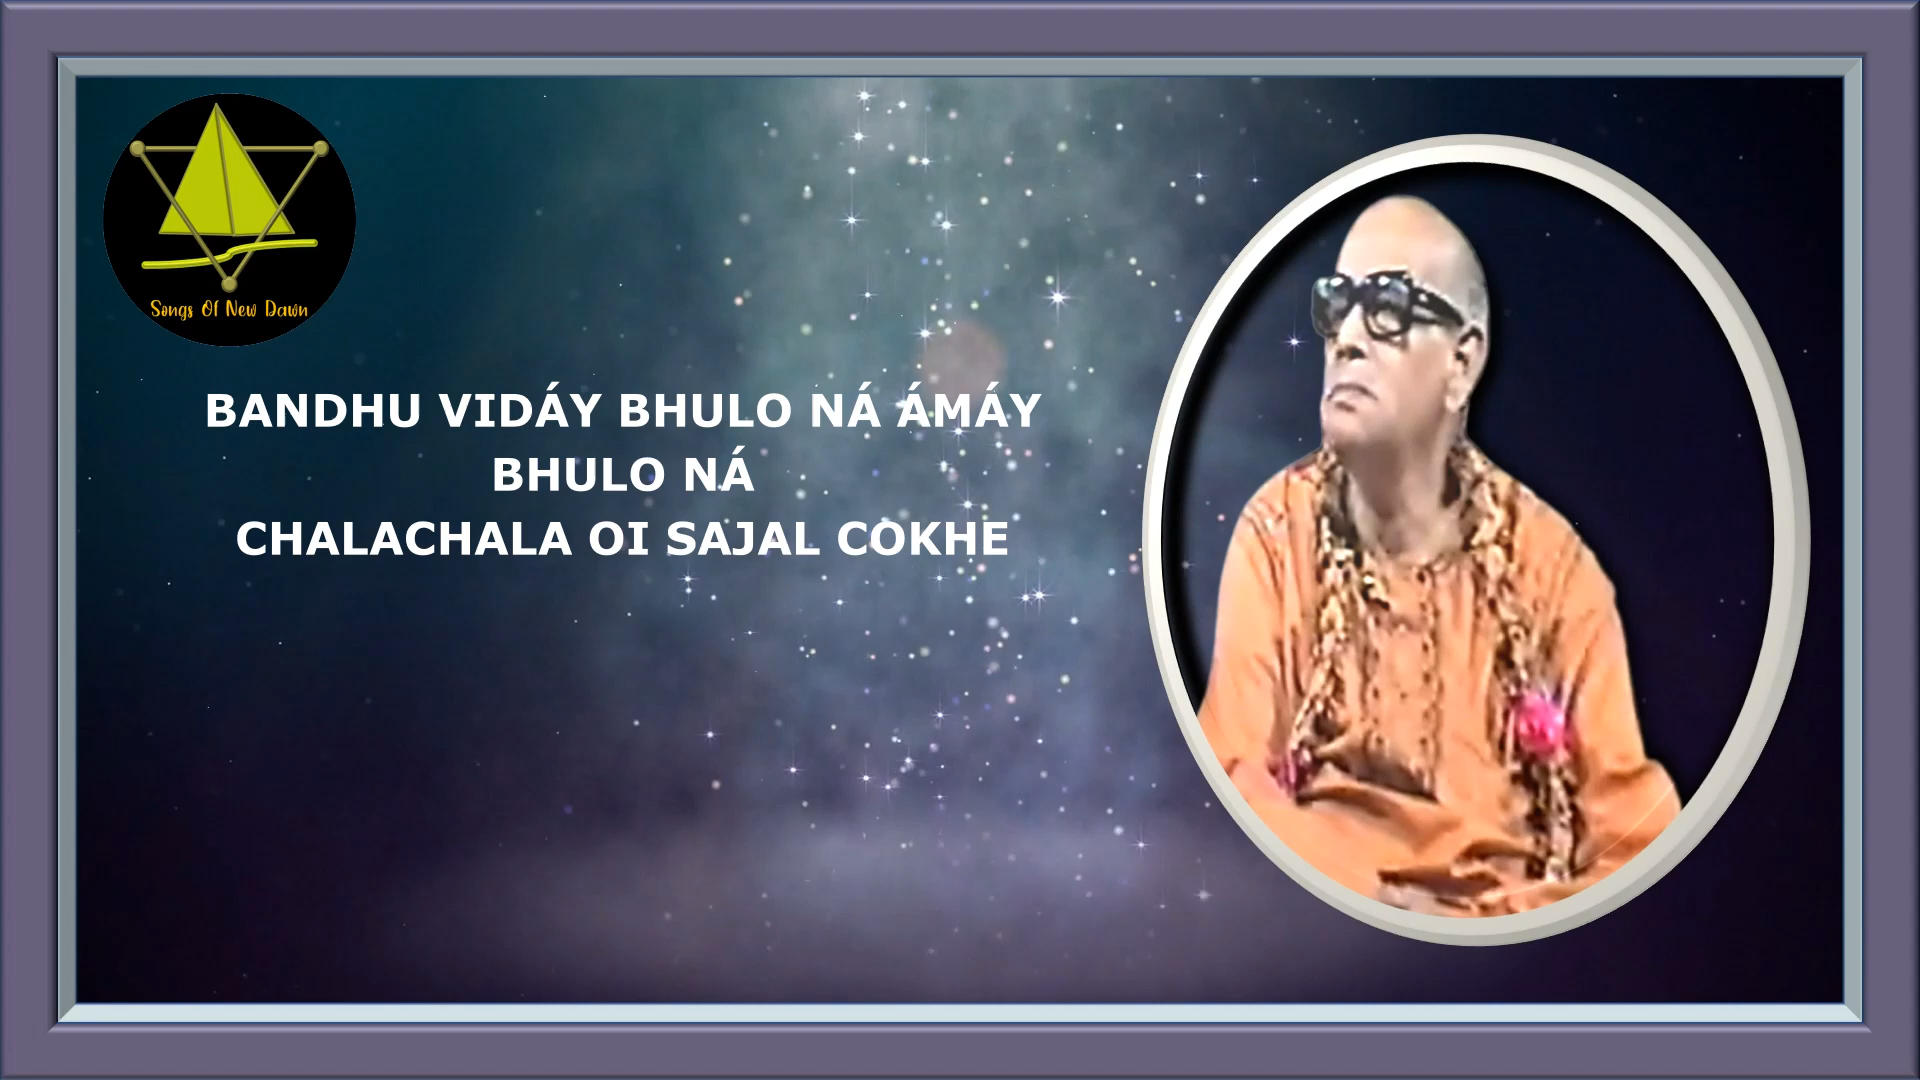 Songs Of New Dawn
BANDHU VIDÁY BHULO NÁ ÁMÁY
BHULO NÁ
CHALACHALA OI SAJAL COKHE